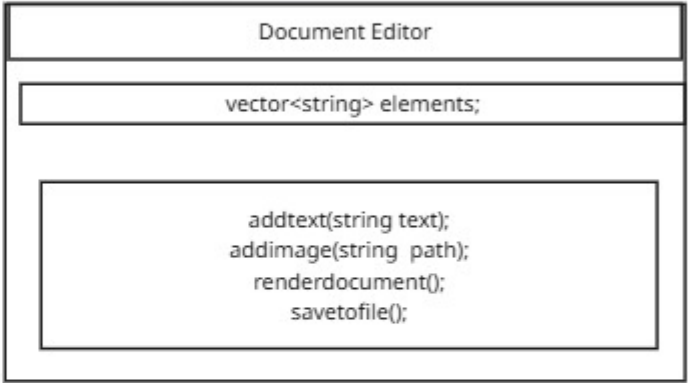 Document Editor
vector<string> elements;
addtext(string text);
addimage(string path);
renderdocument();
savetofile();